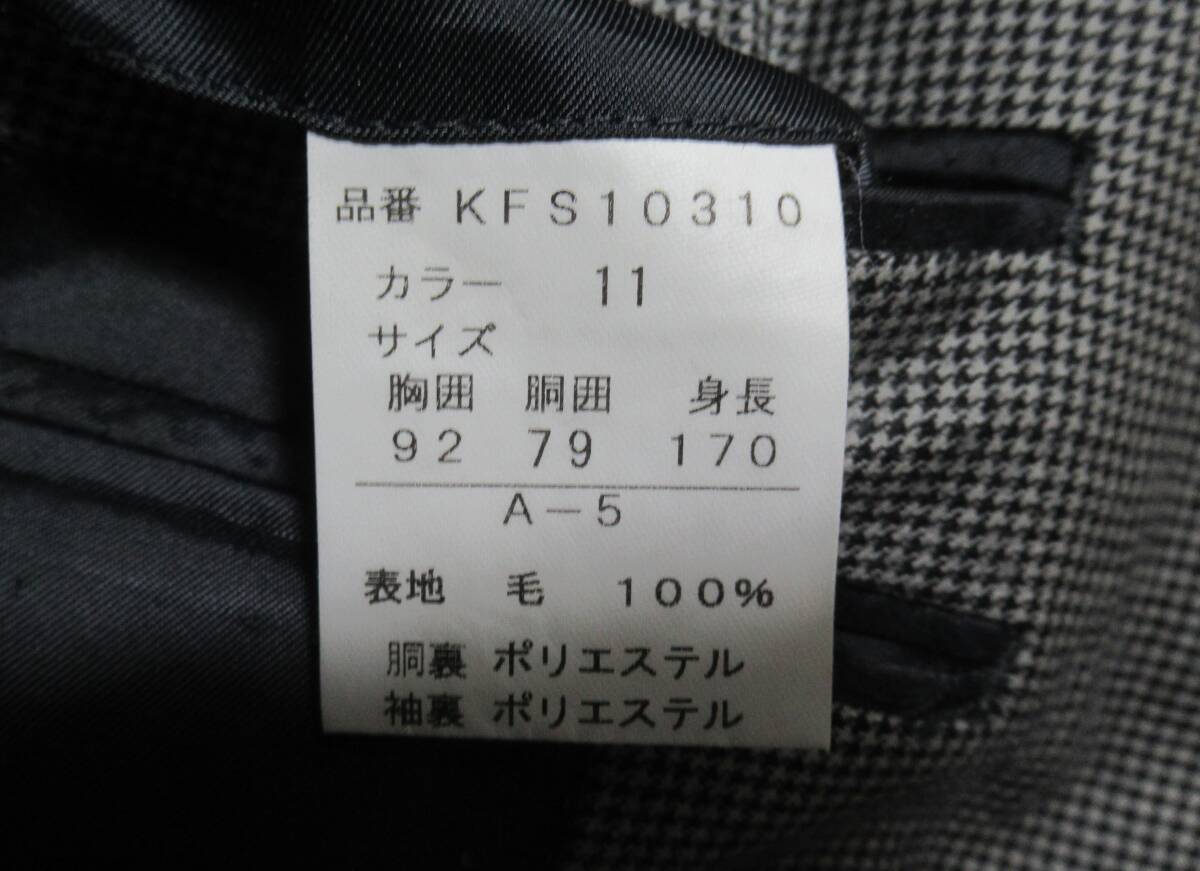 品番 KFS10310
カラー 11
サイズ
胸囲 胴囲 身長
92 79 170
A-5
表地 毛 100%
胴裏 ポリエステル
袖裏 ポリエステル